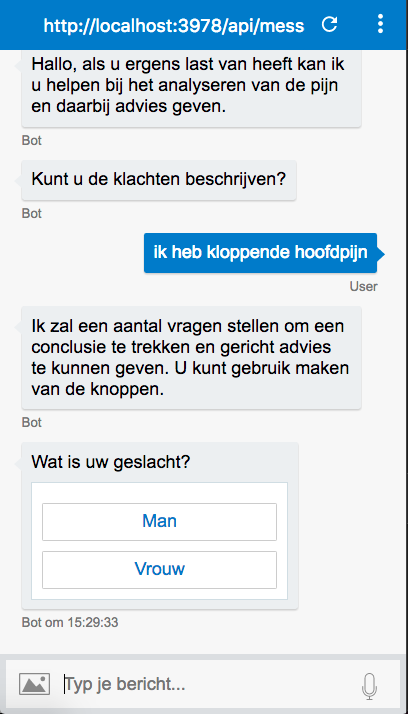 http://localhost:3978/api/mess
Hallo, als u ergens last van heeft kan ik
u helpen bij het analyseren van de pijn
en daarbij advies geven.
Bot
Kunt u de klachten beschrijven?
Bot
ik heb kloppende hoofdpijn
User
Ik zal een aantal vragen stellen om een
conclusie te trekken en gericht advies
te kunnen geven. U kunt gebruik maken
van de knoppen.
Bot
Wat is uw geslacht?
Man
Vrouw
Bot om 15:29:33
Typ je bericht...